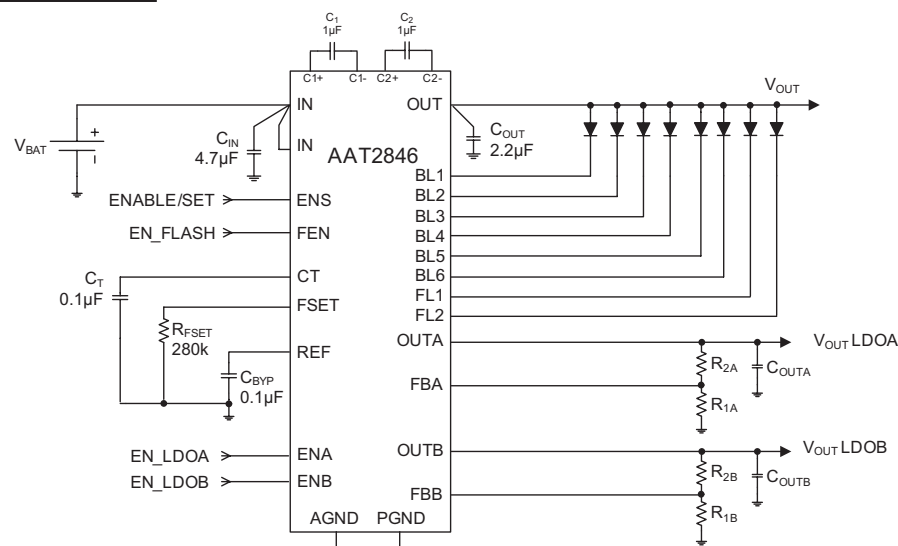 C1
1µF
C2
1µF
C1+ C1- C2+ C2-
IN OUT VOUT
VBAT + –
CIN
4.7µF
IN
AAT2846
COUT
2.2µF
BL1
ENABLE/SET ENS BL2
BL3
EN_FLASH FEN BL4
BL5
CT BL6
CT
0.1µF
FL1
FSET FL2
RFSET
280k
OUTA VOUT LDOA
REF
R2A COUTA
CBYP
0.1µF
FBA
R1A
EN_LDOA ENA OUTB VOUT LDOB
EN_LDOB ENB R2B COUTB
FBB
R1B
AGND PGND